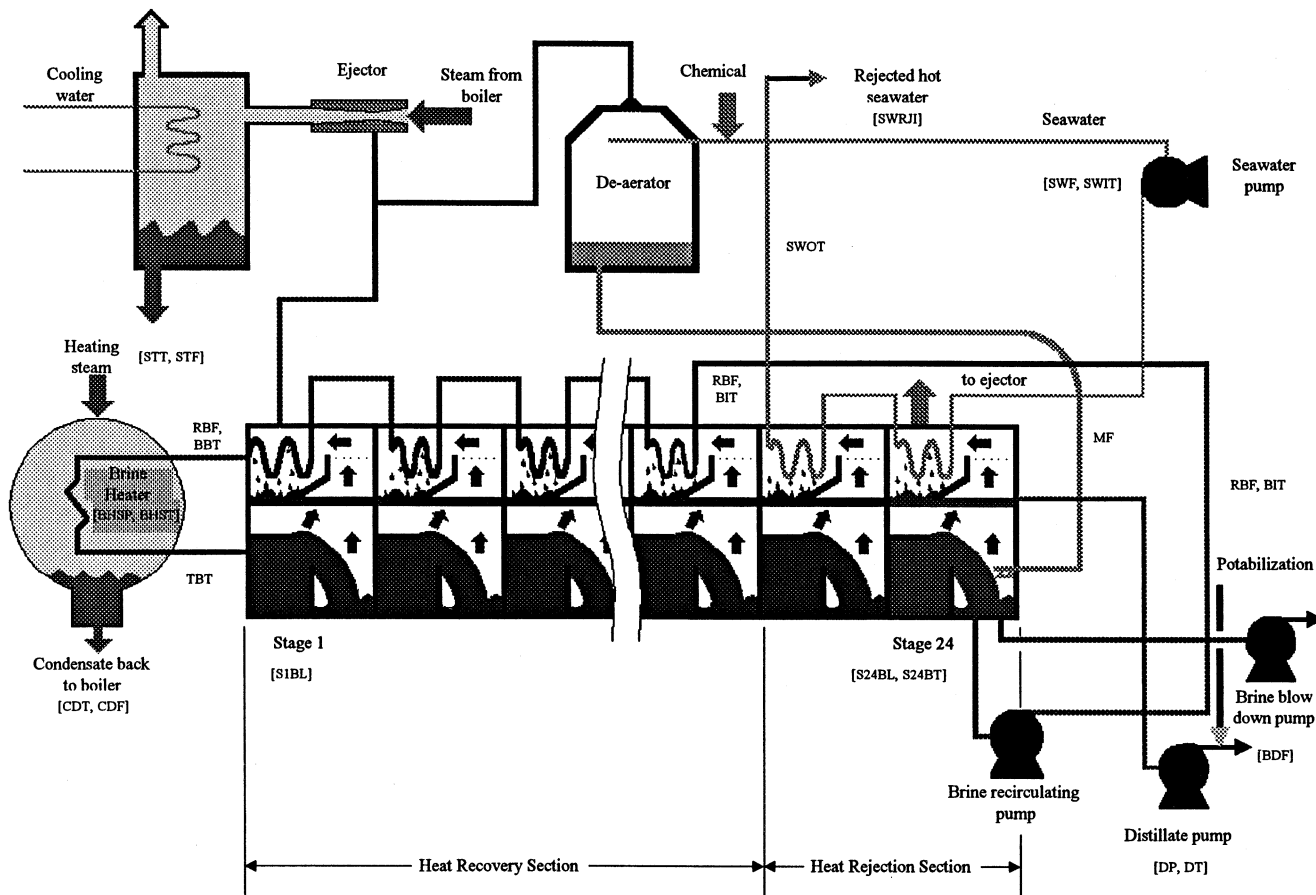 Cooling
water
Ejector
Steam from
boiler
Chemical
Rejected hot
seawater
[SWRJI]
Seawater
Seawater
pump
[SWF, SWIT]
De-aerator
SWOT
[STT, STF]
Heating
steam
RBF,
BBT
RBF,
BIT
to ejector
MF
RBF, BIT
Brine
Heater
[BHSP, BHST]
TBT
Potabilization
Stage 1
[S1BL]
Stage 24
[S24BL, S24BT]
Condensate back
to boiler
[CDT, CDF]
Brine blow
down pump
[BDF]
Brine recirculating
pump
Distillate pump
[DP, DT]
Heat Recovery Section
Heat Rejection Section